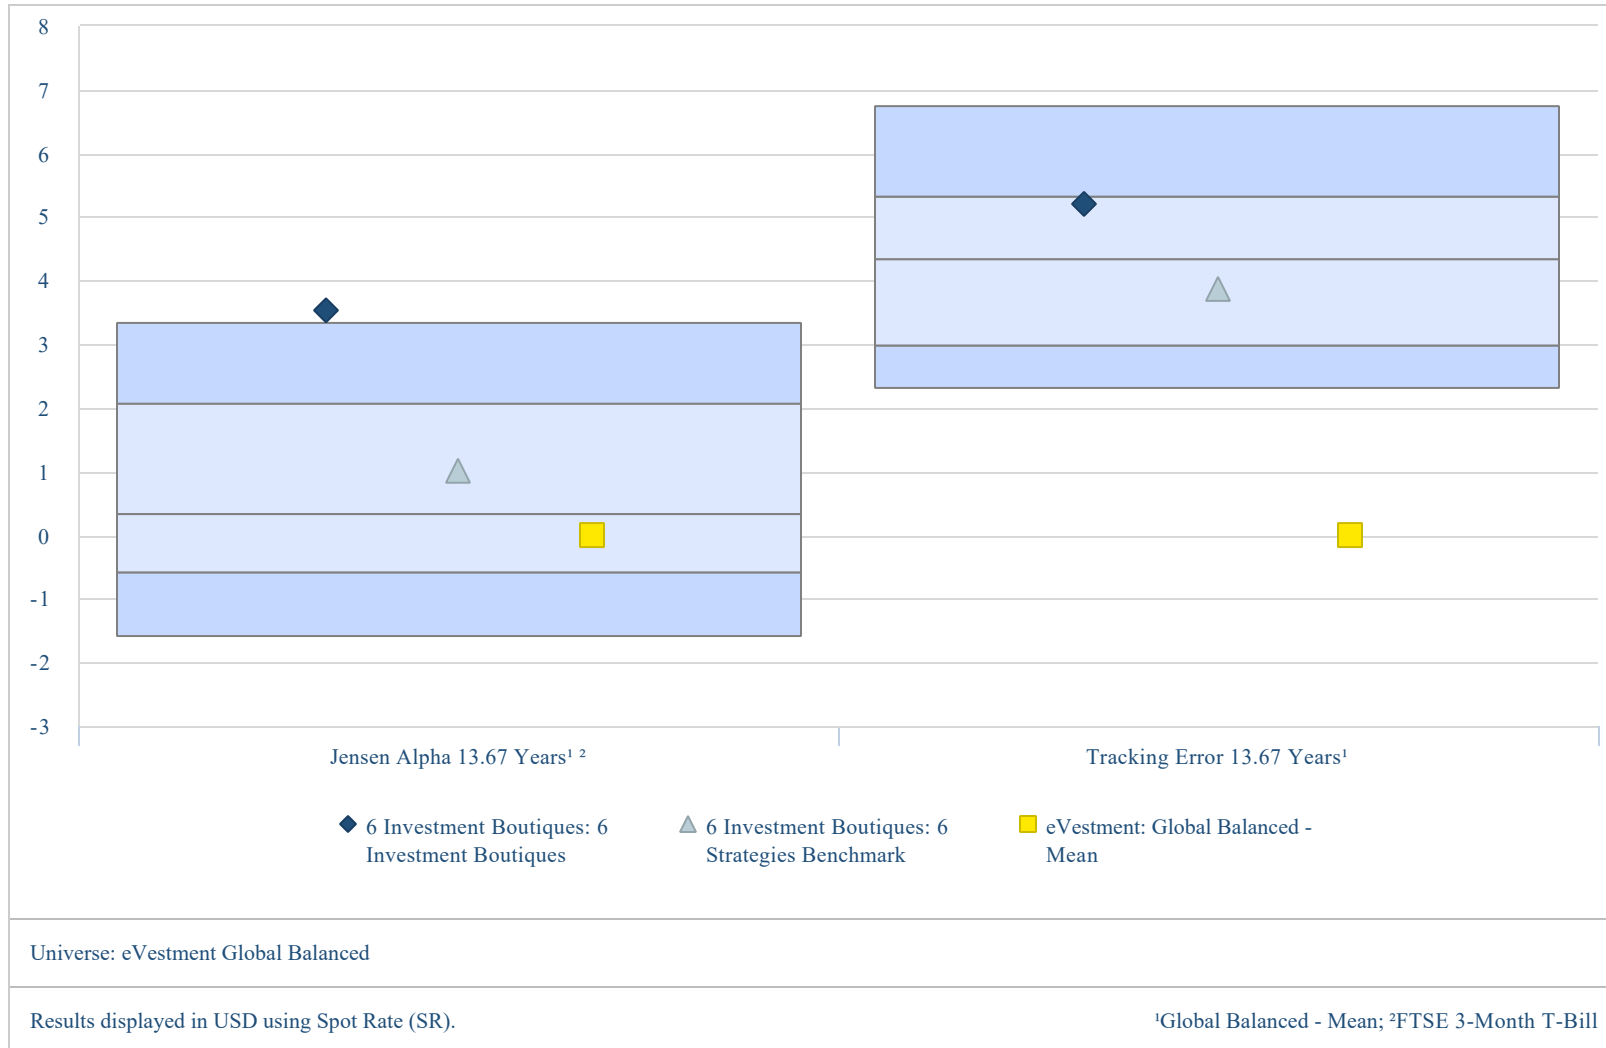 8
7
6
5
4
3
2
1
0
-1
-2
-3
Jensen Alpha 13.67 Years¹ ²
Tracking Error 13.67 Years¹
6 Investment Boutiques: 6
Investment Boutiques
6 Investment Boutiques: 6
Strategies Benchmark
eVestment: Global Balanced -
Mean
Universe: eVestment Global Balanced
Results displayed in USD using Spot Rate (SR).
¹Global Balanced - Mean; ²FTSE 3-Month T-Bill